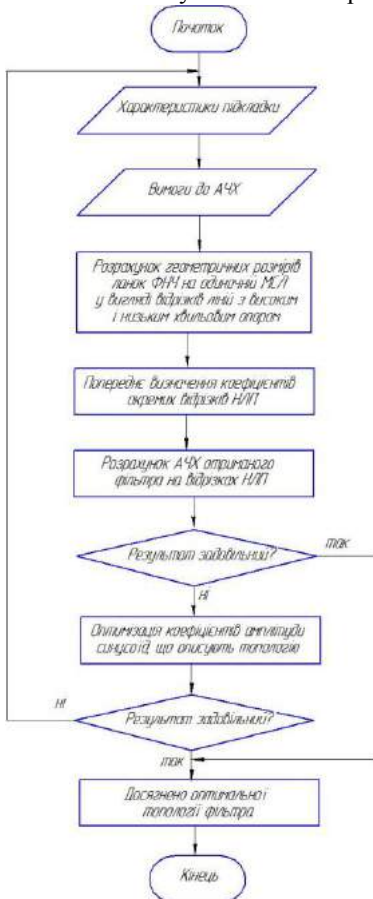 Початок
Характеристики підкладки
Вимоги до АЧХ
Розрахунок геометричних розмірів
ланок ФНЧ на одиночній МСЛ
у вигляді відрізків ліній з високим
і низьким хвильовим опором
Попереднє визначення коефіцієнтів
окремих відрізків НЛП
Розрахунок АЧХ отриманого
фільтра на відрізках НЛП
Результат задовільний?
так
ні
Оптимізація коефіцієнтів амплітуди
синусоїд, що описують топологію
ні
Результат задовільний?
так
Досягнено оптимальної
топології фільтра
Кінець